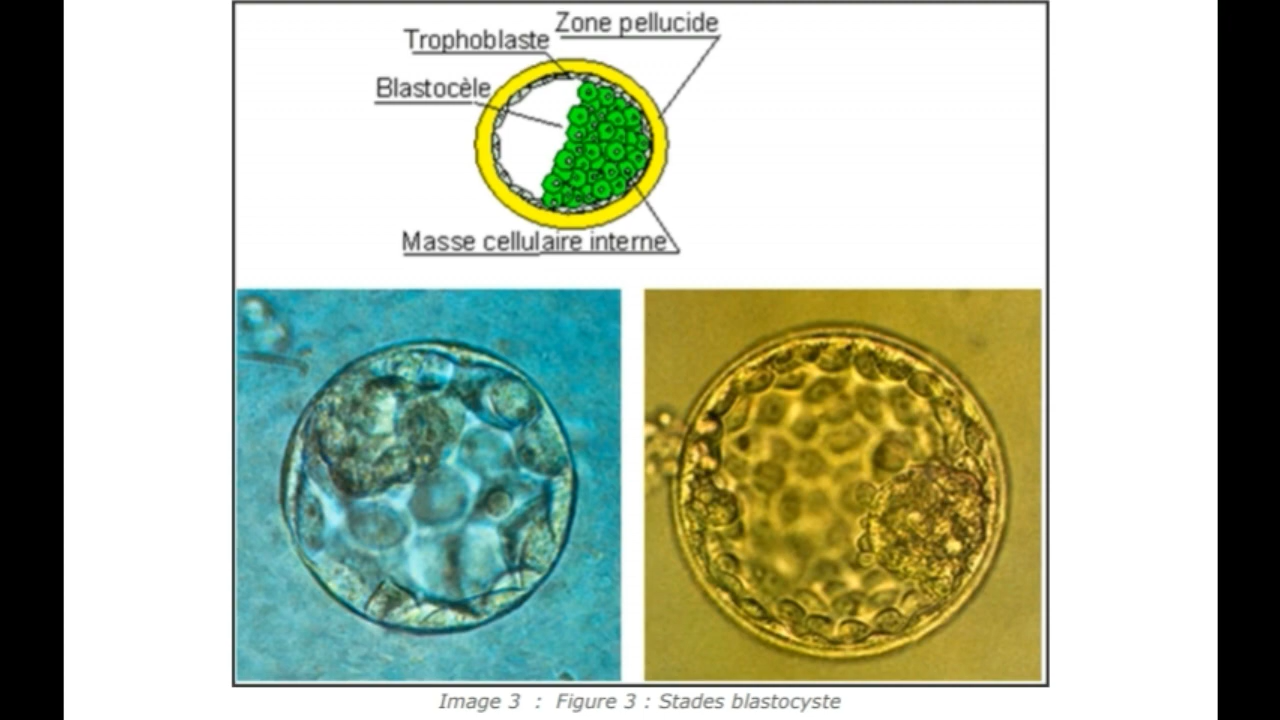 Zone pellucide
Trophoblaste
Blastocèle
Masse cellulaire interne
Image 3 : Figure 3 : Stades blastocyste